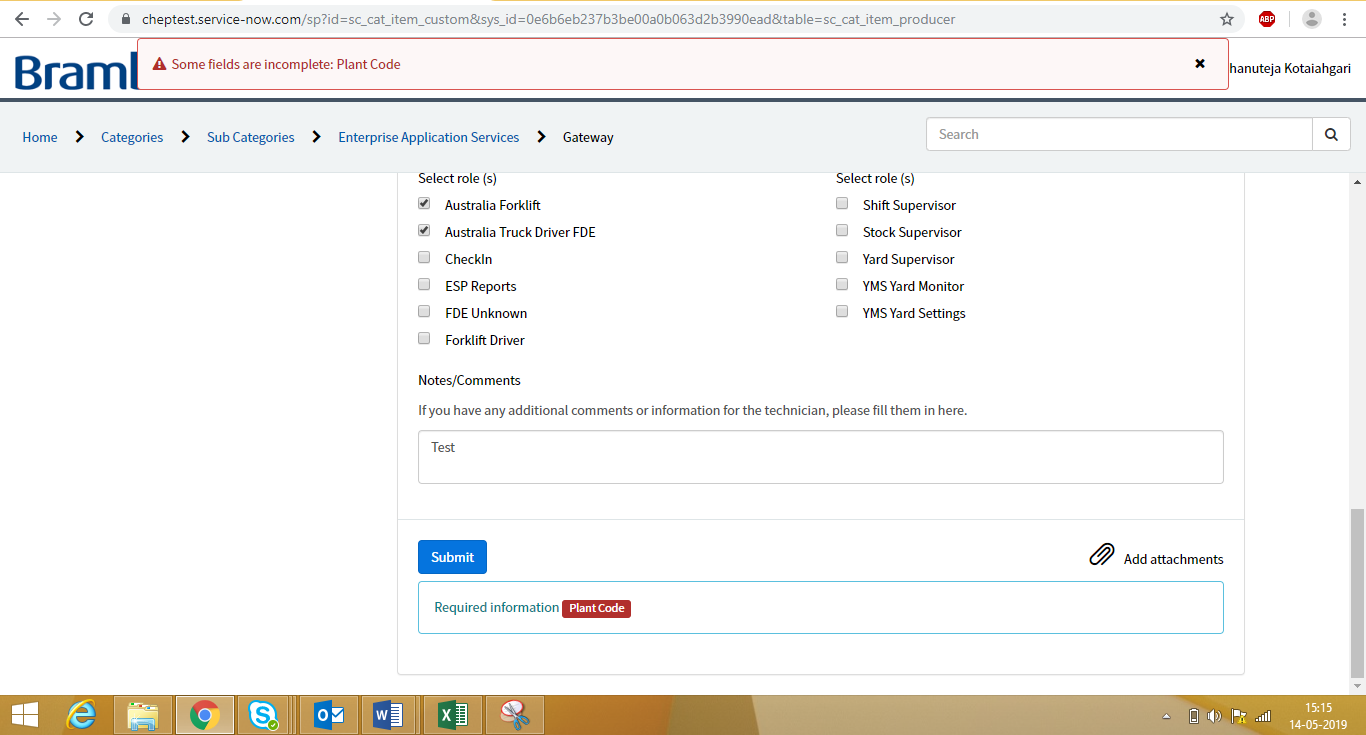 cheptest.service-now.com/sp?id=sc_cat_item_custom&sys_id=0e6b6eb237b3be00a0b063d2b3990ead&table=sc_cat_item_producer
ABP
Some fields are incomplete: Plant Code
Braml
hanuteja Kotaiahgari
Home
Categories
Sub Categories
Enterprise Application Services
Gateway
Search
Select role (s)
Australia Forklift
Australia Truck Driver FDE
CheckIn
ESP Reports
FDE Unknown
Forklift Driver
Select role (s)
Shift Supervisor
Stock Supervisor
Yard Supervisor
YMS Yard Monitor
YMS Yard Settings
Notes/Comments
If you have any additional comments or information for the technician, please fill them in here.
Test
Submit
Add attachments
Required information Plant Code
15:15
14-05-2019